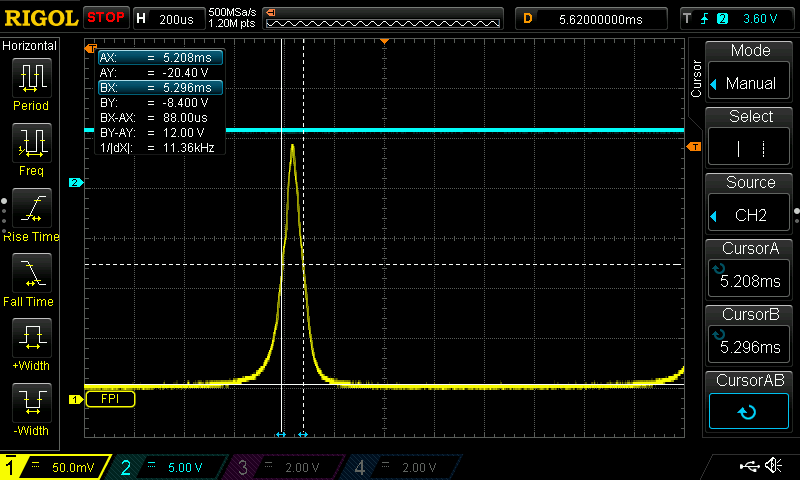 RIGOL STOP H 200us 500MSa/s 1.20M pts D 5.62000000ms T 2 3.60 V
Horizontal
Period
Freq
Rise Time
Fall Time
+Width
-Width
T
AX: = 5.208ms
AY: = -20.40 V
BX: = 5.296ms
BY: = -8.400 V
BX-AX: = 88.00us
BY-AY: = 12.00 V
1/|dX|: = 11.36kHz
2
T
1 FPI
Cursor
Mode
Manual
Select
Source
CH2
CursorA
5.208ms
CursorB
5.296ms
CursorAB
1 = 50.0mV 2 = 5.00 V 3 = 2.00 V 4 = 2.00 V